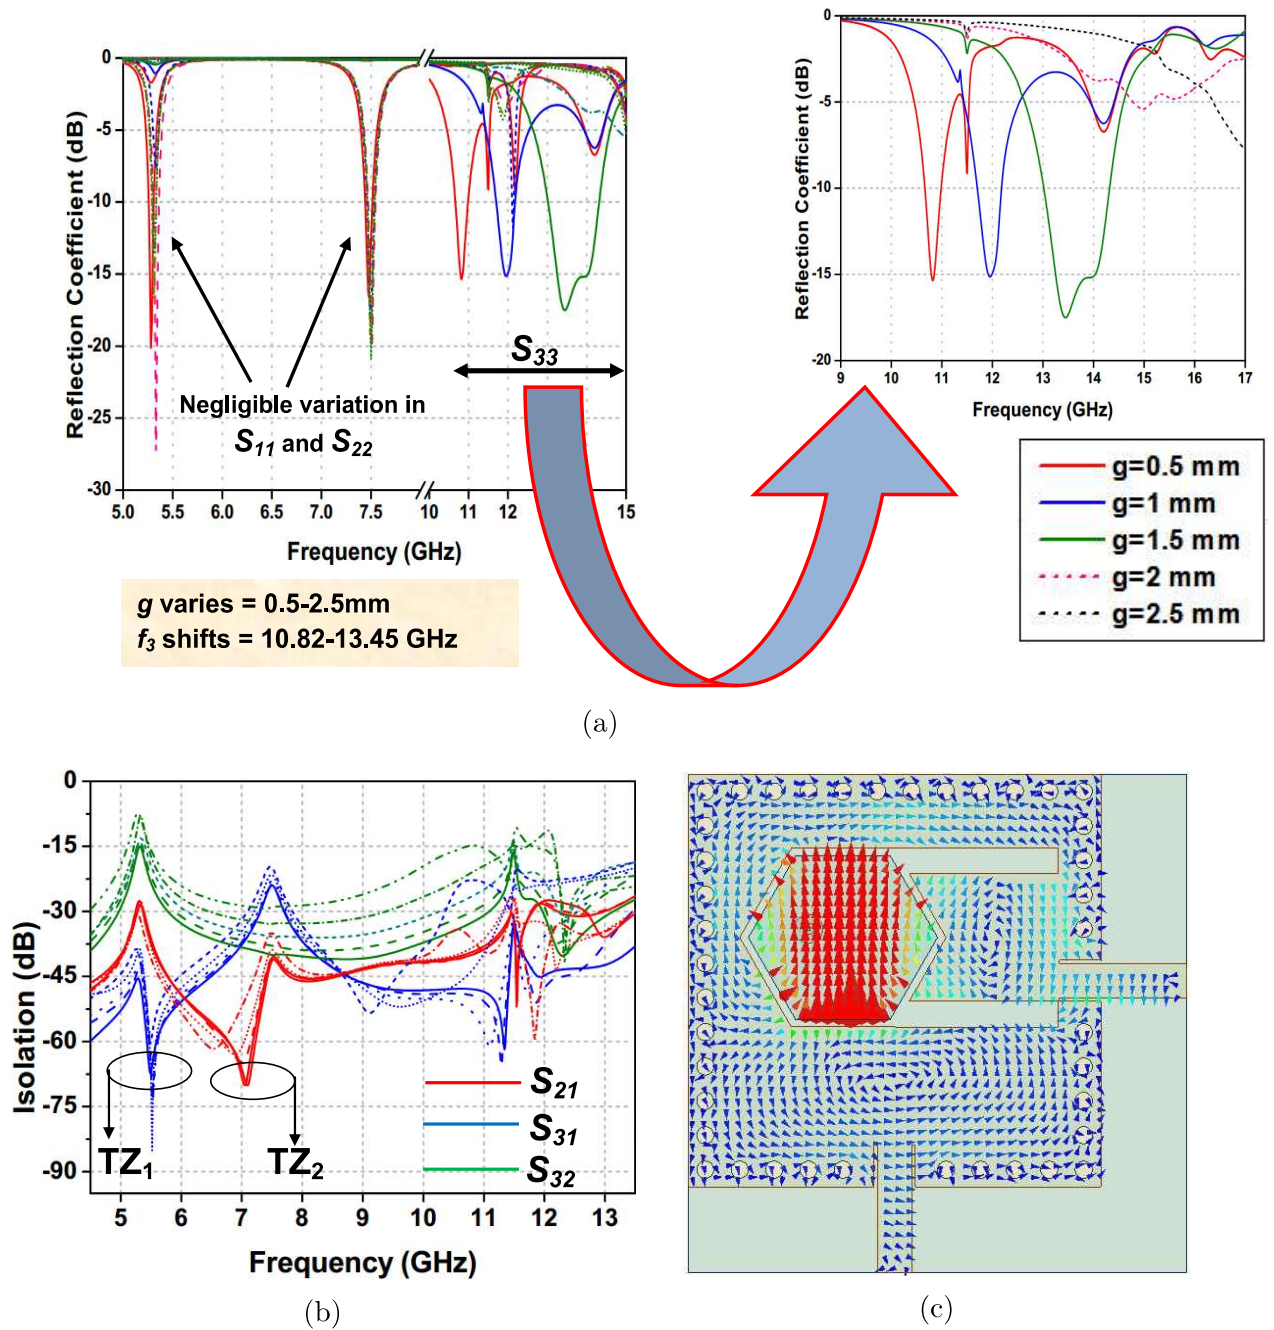 0
-5
-10
-15
-20
-25
-30
Reflection Coefficient (dB)
5.0 5.5 6.0 6.5 7.0 7.5 10 12 15
Frequency (GHz)
S33
Negligible variation in
S11 and S22
g varies = 0.5-2.5mm
f3 shifts = 10.82-13.45 GHz
0
-5
-10
-15
-20
Reflection Coefficient (dB)
9 10 11 12 13 14 15 16 17
Frequency (GHz)
g=0.5 mm
g=1 mm
g=1.5 mm
g=2 mm
g=2.5 mm
(a)
0
-15
-30
-45
-60
-75
-90
Isolation (dB)
TZ1
TZ2
S21
S31
S32
5 6 7 8 9 10 11 12 13
Frequency (GHz)
(b)
(c)